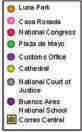 Luna Park
Casa Rosada
National Congress
Plaza de Mayo
Customs Office
Cathedral
National Court of
Justice
Buenos Aires
National School
Correo Central